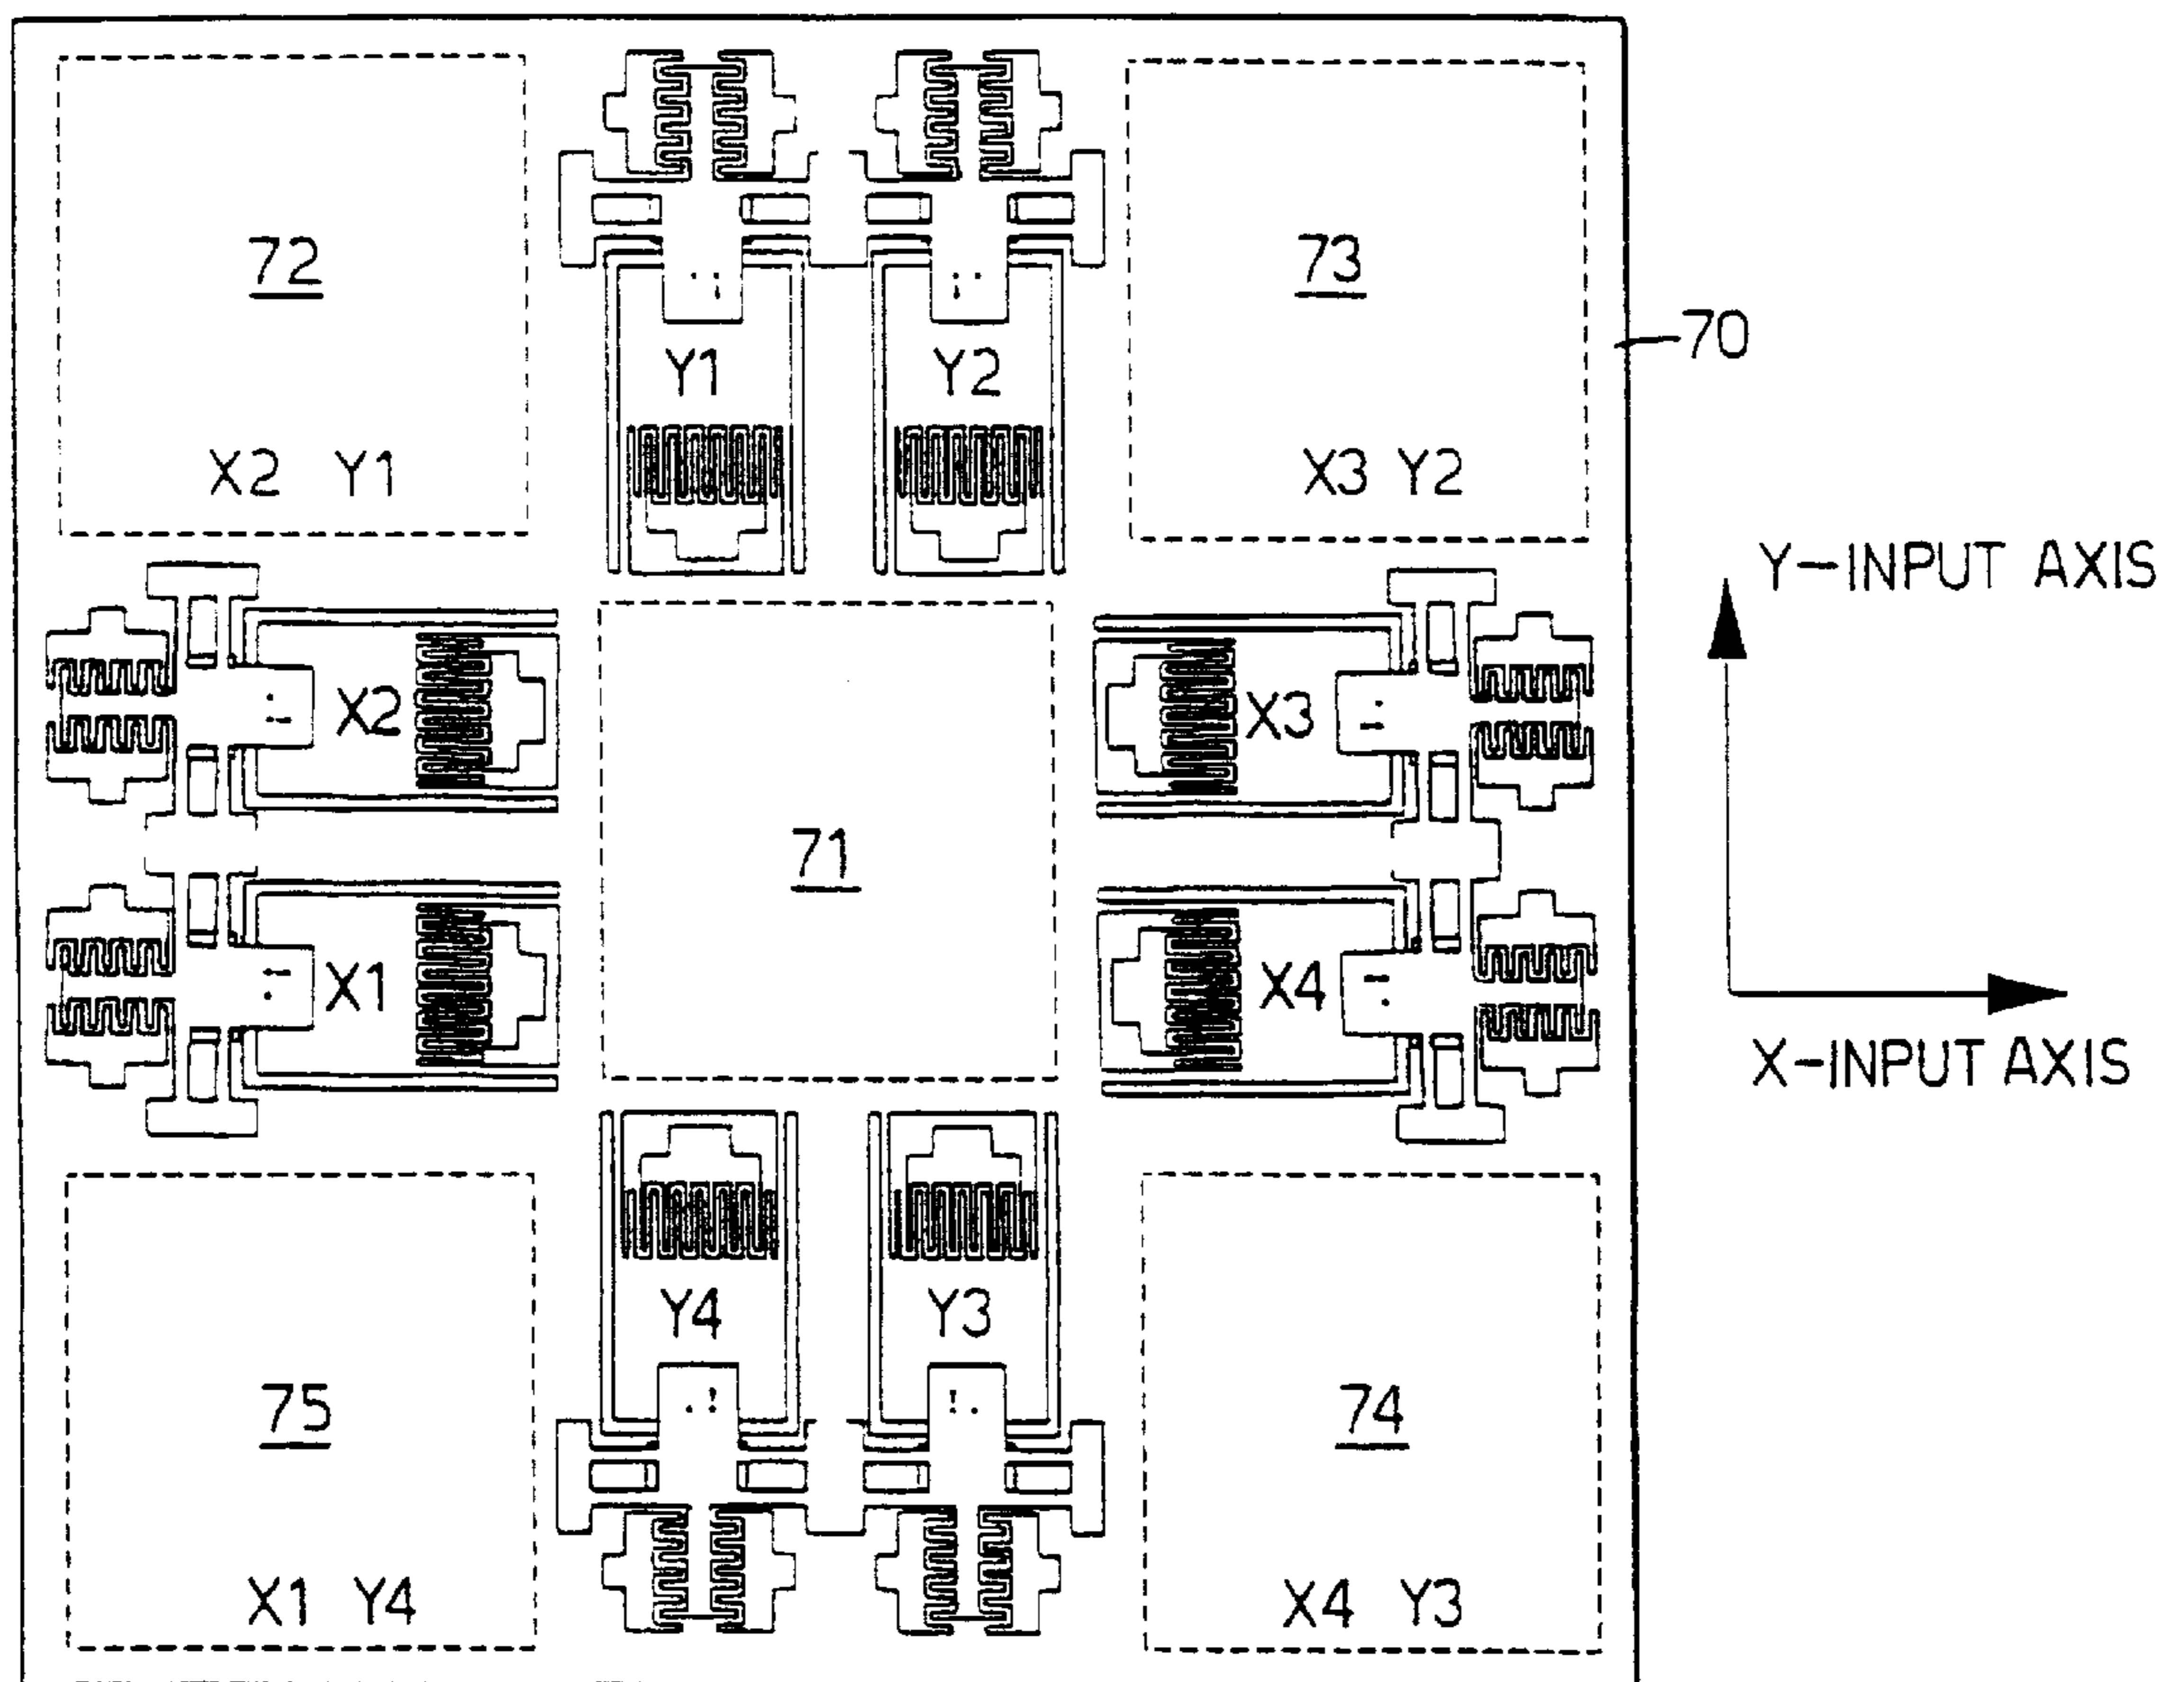 72
73
70
Y1
Y2
X2 Y1
X3 Y2
Y-INPUT AXIS
X2
X3
71
X1
X4
X-INPUT AXIS
Y4
Y3
75
74
X1 Y4
X4 Y3